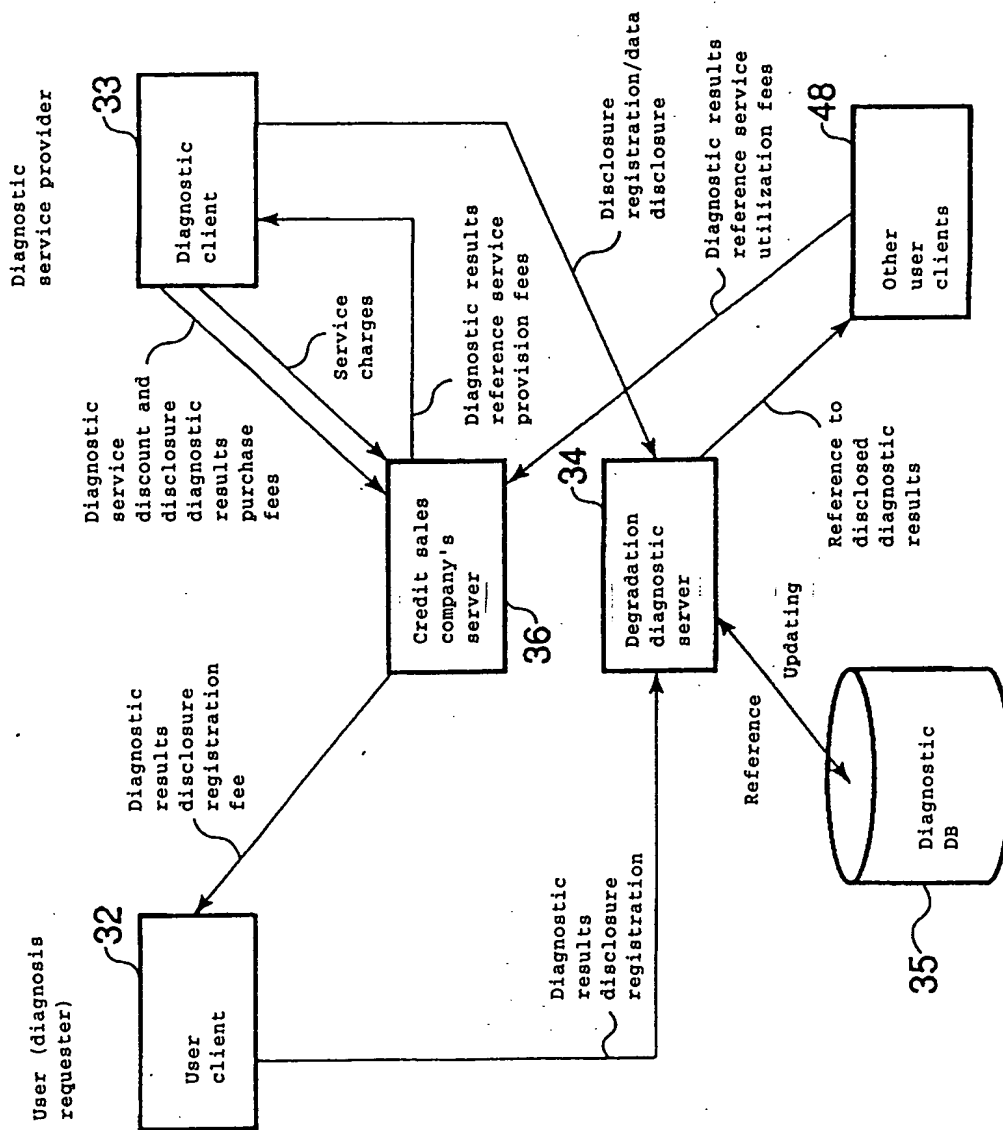 User (diagnosis
requester)
32
User
client
Diagnostic
service provider
33
Diagnostic
client
Diagnostic
results
disclosure
registration
fee
Diagnostic
service
discount and
disclosure
diagnostic
results
purchase
fees
Service
charges
Credit sales
company's
server
36
Diagnostic results
reference service
provision fees
Disclosure
registration/data
disclosure
Diagnostic
results
disclosure
registration
34
Degradation
diagnostic
server
Diagnostic results
reference service
utilization fees
Reference
Updating
Reference to
disclosed
diagnostic
results
35
Diagnostic
DB
48
Other
user
clients